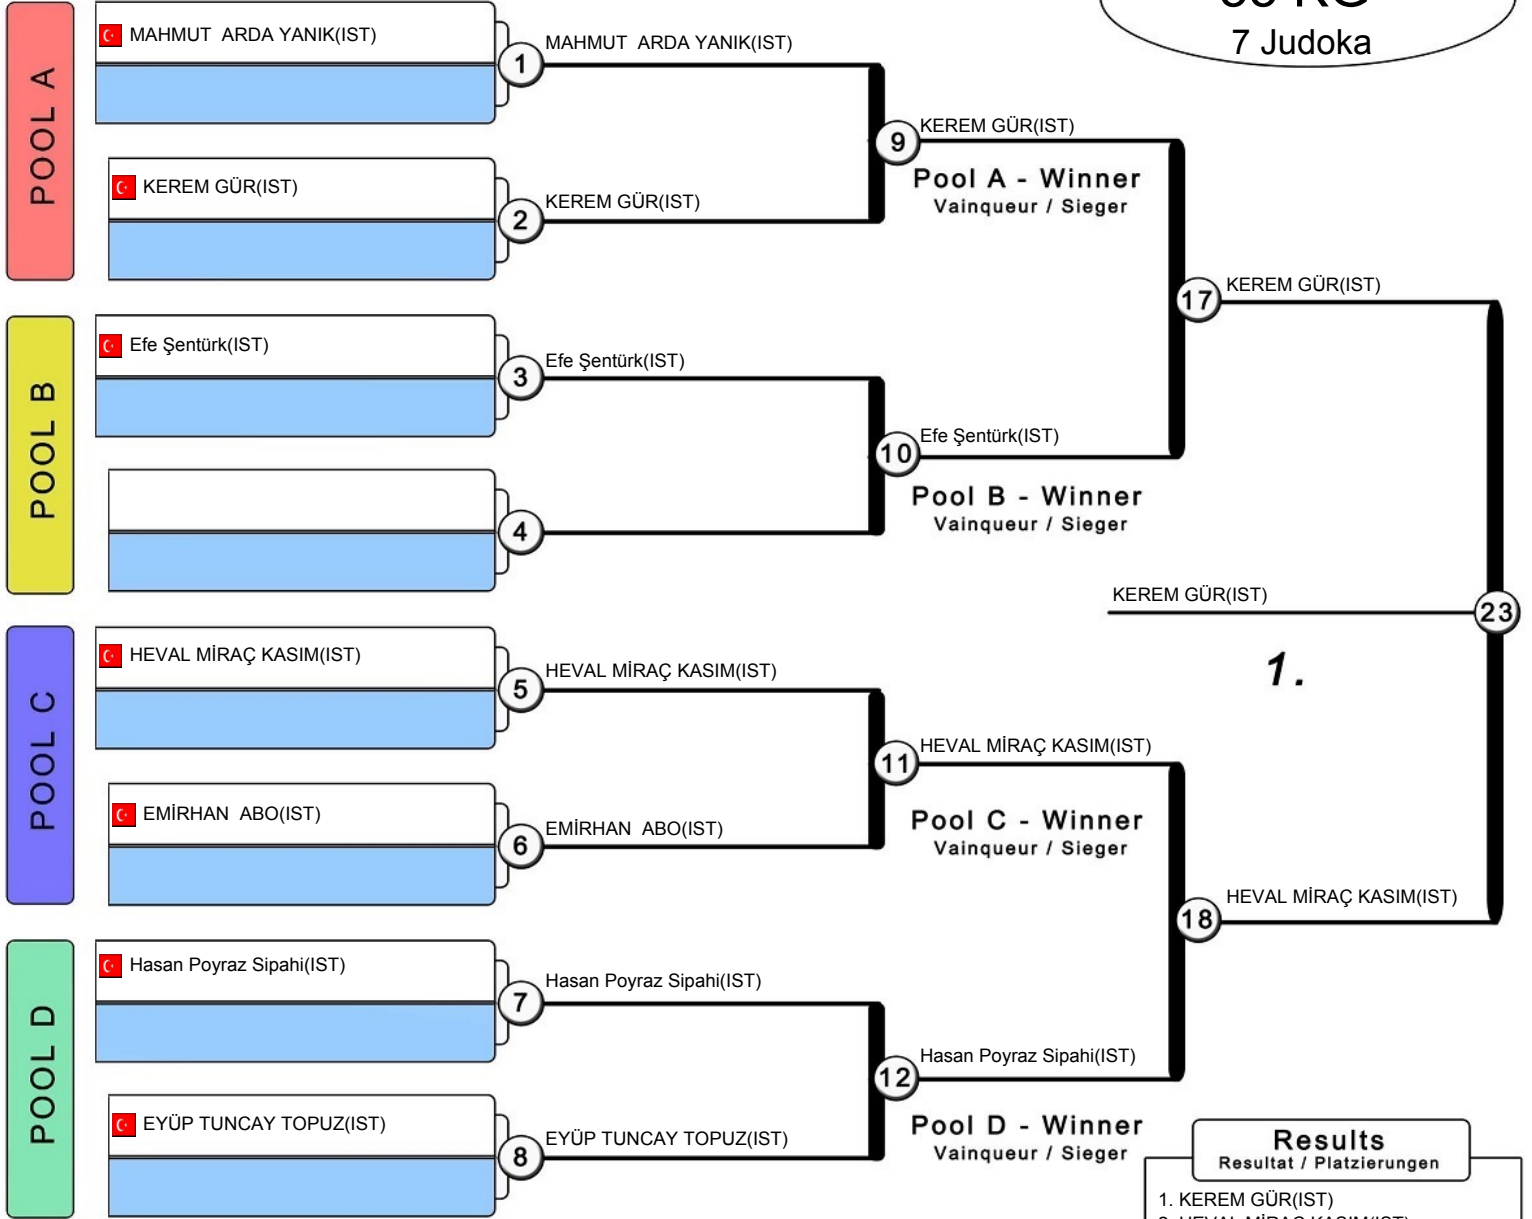 7 Judoka
POOL A
MAHMUT ARDA YANIK(IST)
1
MAHMUT ARDA YANIK(IST)
KEREM GÜR(IST)
2
KEREM GÜR(IST)
9
KEREM GÜR(IST)
Pool A - Winner
Vainqueur / Sieger
17
KEREM GÜR(IST)
POOL B
Efe Şentürk(IST)
3
Efe Şentürk(IST)
4
10
Efe Şentürk(IST)
Pool B - Winner
Vainqueur / Sieger
KEREM GÜR(IST)
23
1.
POOL C
HEVAL MİRAÇ KASIM(IST)
5
HEVAL MİRAÇ KASIM(IST)
EMİRHAN ABO(IST)
6
EMİRHAN ABO(IST)
11
HEVAL MİRAÇ KASIM(IST)
Pool C - Winner
Vainqueur / Sieger
18
HEVAL MİRAÇ KASIM(IST)
POOL D
Hasan Poyraz Sipahi(IST)
7
Hasan Poyraz Sipahi(IST)
EYÜP TUNCAY TOPUZ(IST)
8
EYÜP TUNCAY TOPUZ(IST)
12
Hasan Poyraz Sipahi(IST)
Pool D - Winner
Vainqueur / Sieger
Results
Resultat / Platzierungen
1. KEREM GÜR(IST)
2. HEVAL MİRAÇ KASIM(IST)